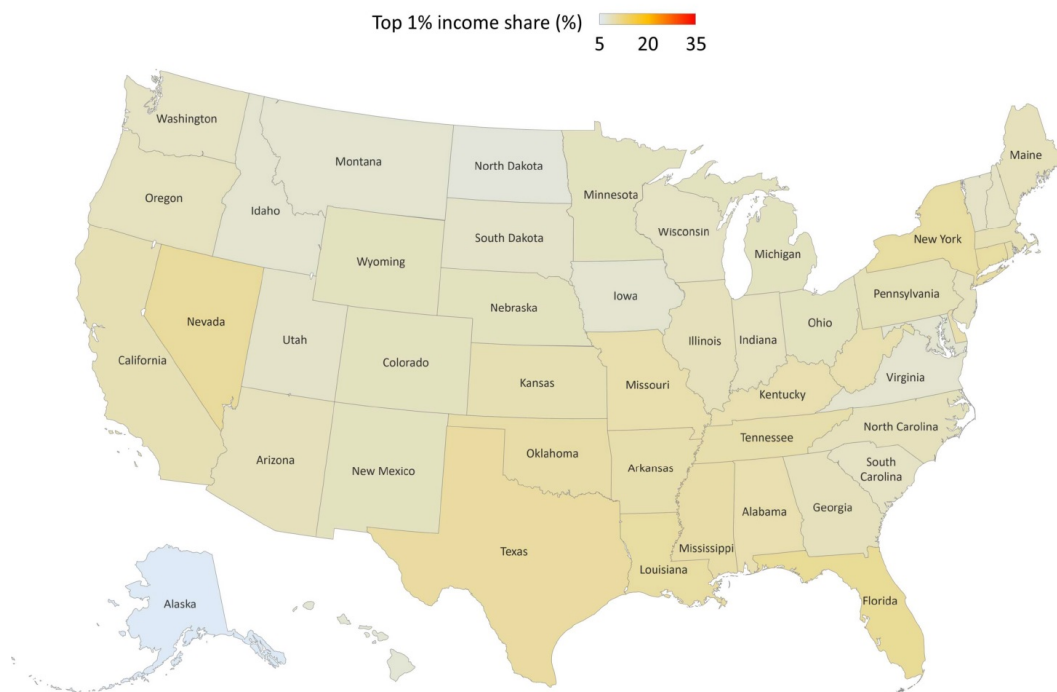 Top 1% income share (%)
5 20 35
Washington
Montana
North Dakota
Minnesota
Maine
Oregon
Idaho
South Dakota
Wisconsin
New York
Wyoming
Michigan
Iowa
Nebraska
Pennsylvania
Nevada
Utah
Ohio
Illinois
Indiana
California
Colorado
Virginia
Kansas
Missouri
Kentucky
North Carolina
Tennessee
Arizona
New Mexico
Oklahoma
Arkansas
South
Carolina
Georgia
Alabama
Mississippi
Texas
Louisiana
Florida
Alaska